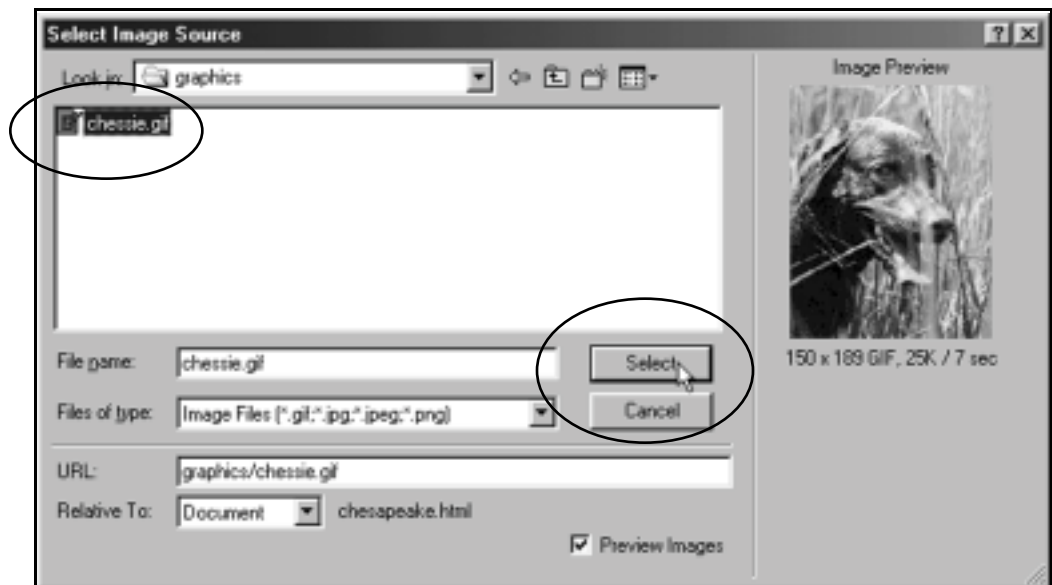 Select Image Source
Look in: graphics
chessie.gif
File name: chessie.gif
Select
Files of type: Image Files (*.gif;*.jpg;*.jpeg;*.png)
Cancel
URL: graphics/chessie.gif
Relative To: Document chesapeake.html
Preview Images
Image Preview
150 x 189 GIF, 25K / 7 sec